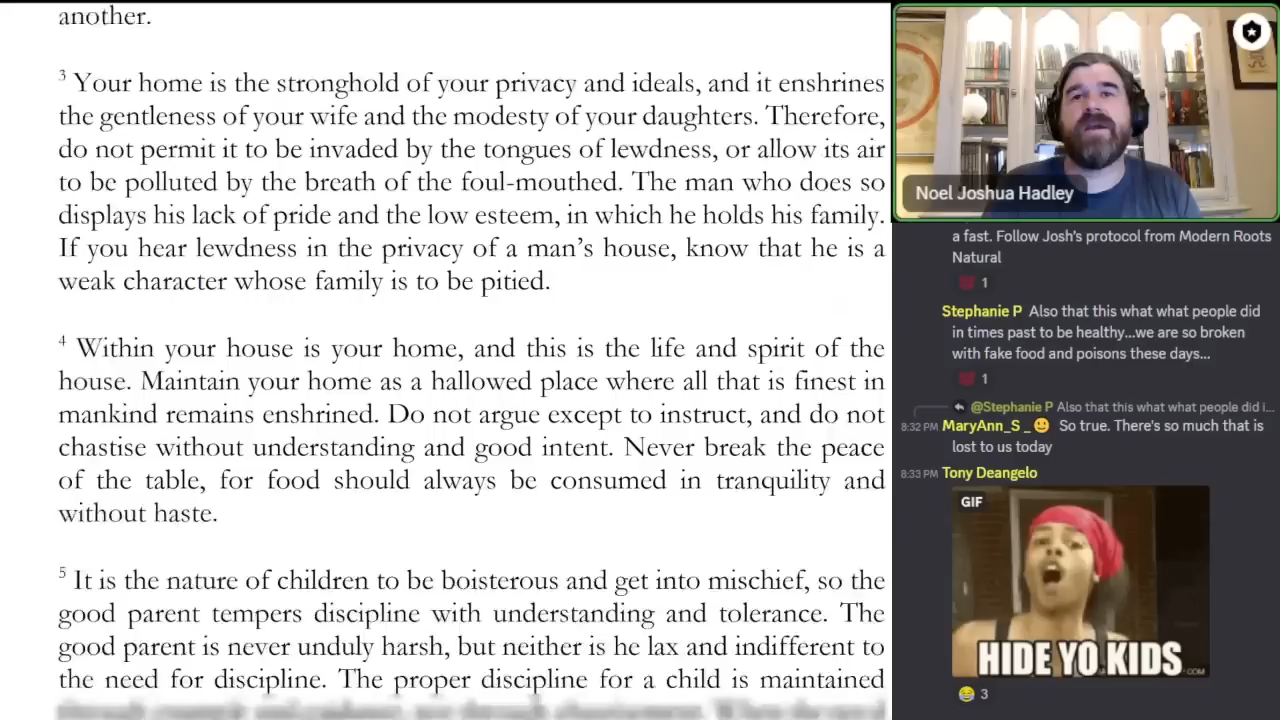 another.
3 Your home is the stronghold of your privacy and ideals, and it enshrines
the gentleness of your wife and the modesty of your daughters. Therefore,
do not permit it to be invaded by the tongues of lewdness, or allow its air
to be polluted by the breath of the foul-mouthed. The man who does so
displays his lack of pride and the low esteem, in which he holds his family.
If you hear lewdness in the privacy of a man's house, know that he is a
weak character whose family is to be pitied.
4 Within your house is your home, and this is the life and spirit of the
house. Maintain your home as a hallowed place where all that is finest in
mankind remains enshrined. Do not argue except to instruct, and do not
chastise without understanding and good intent. Never break the peace
of the table, for food should always be consumed in tranquility and
without haste.
5 It is the nature of children to be boisterous and get into mischief, so the
good parent tempers discipline with understanding and tolerance. The
good parent is never unduly harsh, but neither is he lax and indifferent to
the need for discipline. The proper discipline for a child is maintained
Noel Joshua Hadley
a fast. Follow Josh's protocol from Modern Roots
Natural
1
Stephanie P Also that this what what people did
in times past to be healthy...we are so broken
with fake food and poisons these days...
1
@Stephanie P Also that this what what people did i...
8:32 PM MaryAnn_S _ 🙂 So true. There's so much that is
lost to us today
8:33 PM Tony Deangelo
GIF
HIDE YO KIDS
😂 3